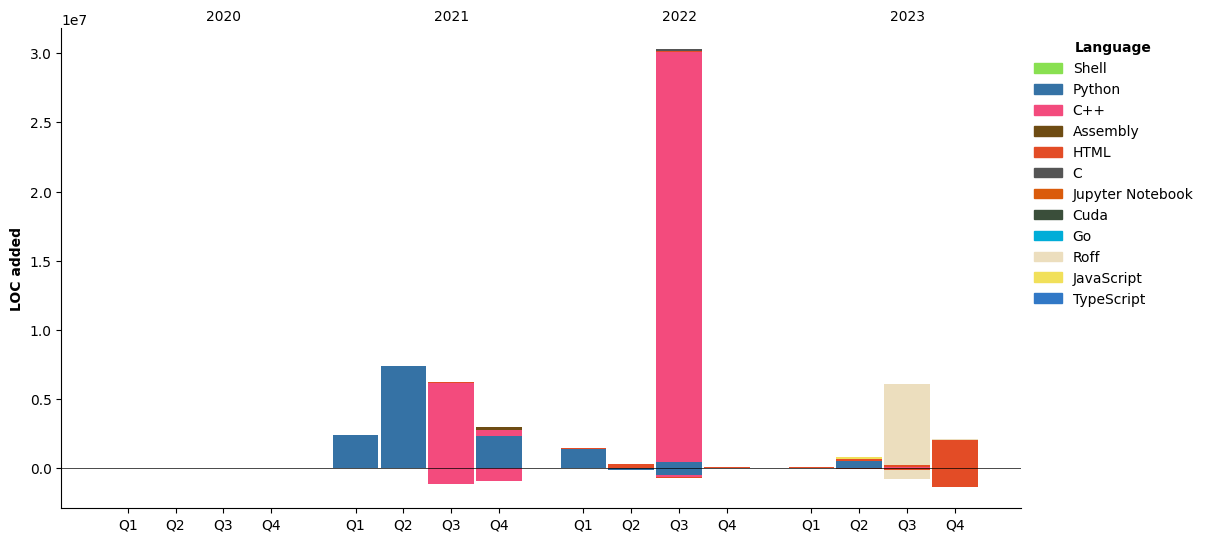 1e7
2020 2021 2022 2023
LOC added
3.0
2.5
2.0
1.5
1.0
0.5
0.0
Q1 Q2 Q3 Q4 Q1 Q2 Q3 Q4 Q1 Q2 Q3 Q4 Q1 Q2 Q3 Q4
Language
Shell
Python
C++
Assembly
HTML
C
Jupyter Notebook
Cuda
Go
Roff
JavaScript
TypeScript